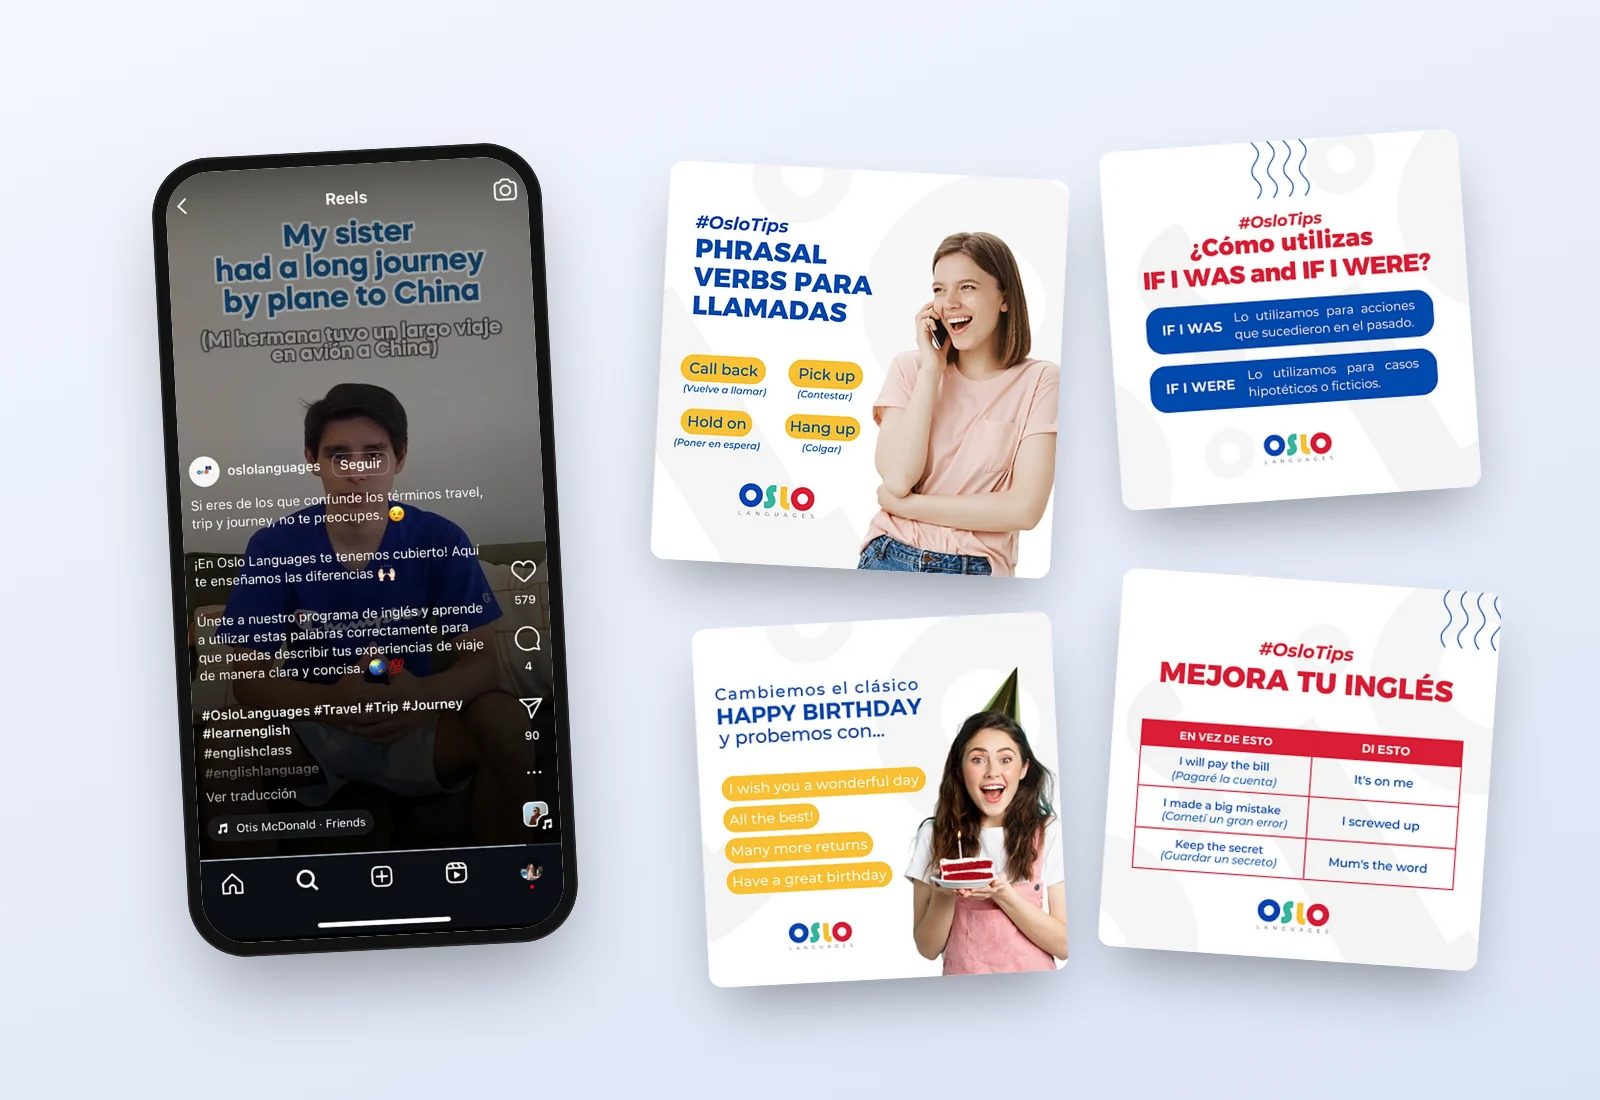 Reels
My sister
had a long journey
by plane to China
(Mi hermana tuvo un largo viaje
en avión a China)
oslolanguages Seguir
Si eres de los que confunde los términos travel,
trip y journey, no te preocupes. 😉
¡En Oslo Languages te tenemos cubierto! Aquí
te enseñamos las diferencias 🙌🏻
Únete a nuestro programa de inglés y aprende
a utilizar estas palabras correctamente para
que puedas describir tus experiencias de viaje
de manera clara y concisa. 🌏 💯
#OsloLanguages #Travel #Trip #Journey
#learnenglish
#englishclass
#englishlanguage
Ver traducción
Otis McDonald · Friends
579
4
90
Champion
#OsloTips
PHRASAL
VERBS PARA
LLAMADAS
Call back
(Vuelve a llamar)
Pick up
(Contestar)
Hold on
(Poner en espera)
Hang up
(Colgar)
OSLO
LANGUAGES
#OsloTips
¿Cómo utilizas
IF I WAS and IF I WERE?
IF I WAS
Lo utilizamos para acciones
que sucedieron en el pasado.
IF I WERE
Lo utilizamos para casos
hipotéticos o ficticios.
OSLO
LANGUAGES
Cambiemos el clásico
HAPPY BIRTHDAY
y probemos con...
I wish you a wonderful day
All the best!
Many more returns
Have a great birthday
OSLO
LANGUAGES
#OsloTips
MEJORA TU INGLÉS
EN VEZ DE ESTO
DI ESTO
I will pay the bill
(Pagaré la cuenta)
It's on me
I made a big mistake
(Cometí un gran error)
I screwed up
Keep the secret
(Guardar un secreto)
Mum's the word
OSLO
LANGUAGES